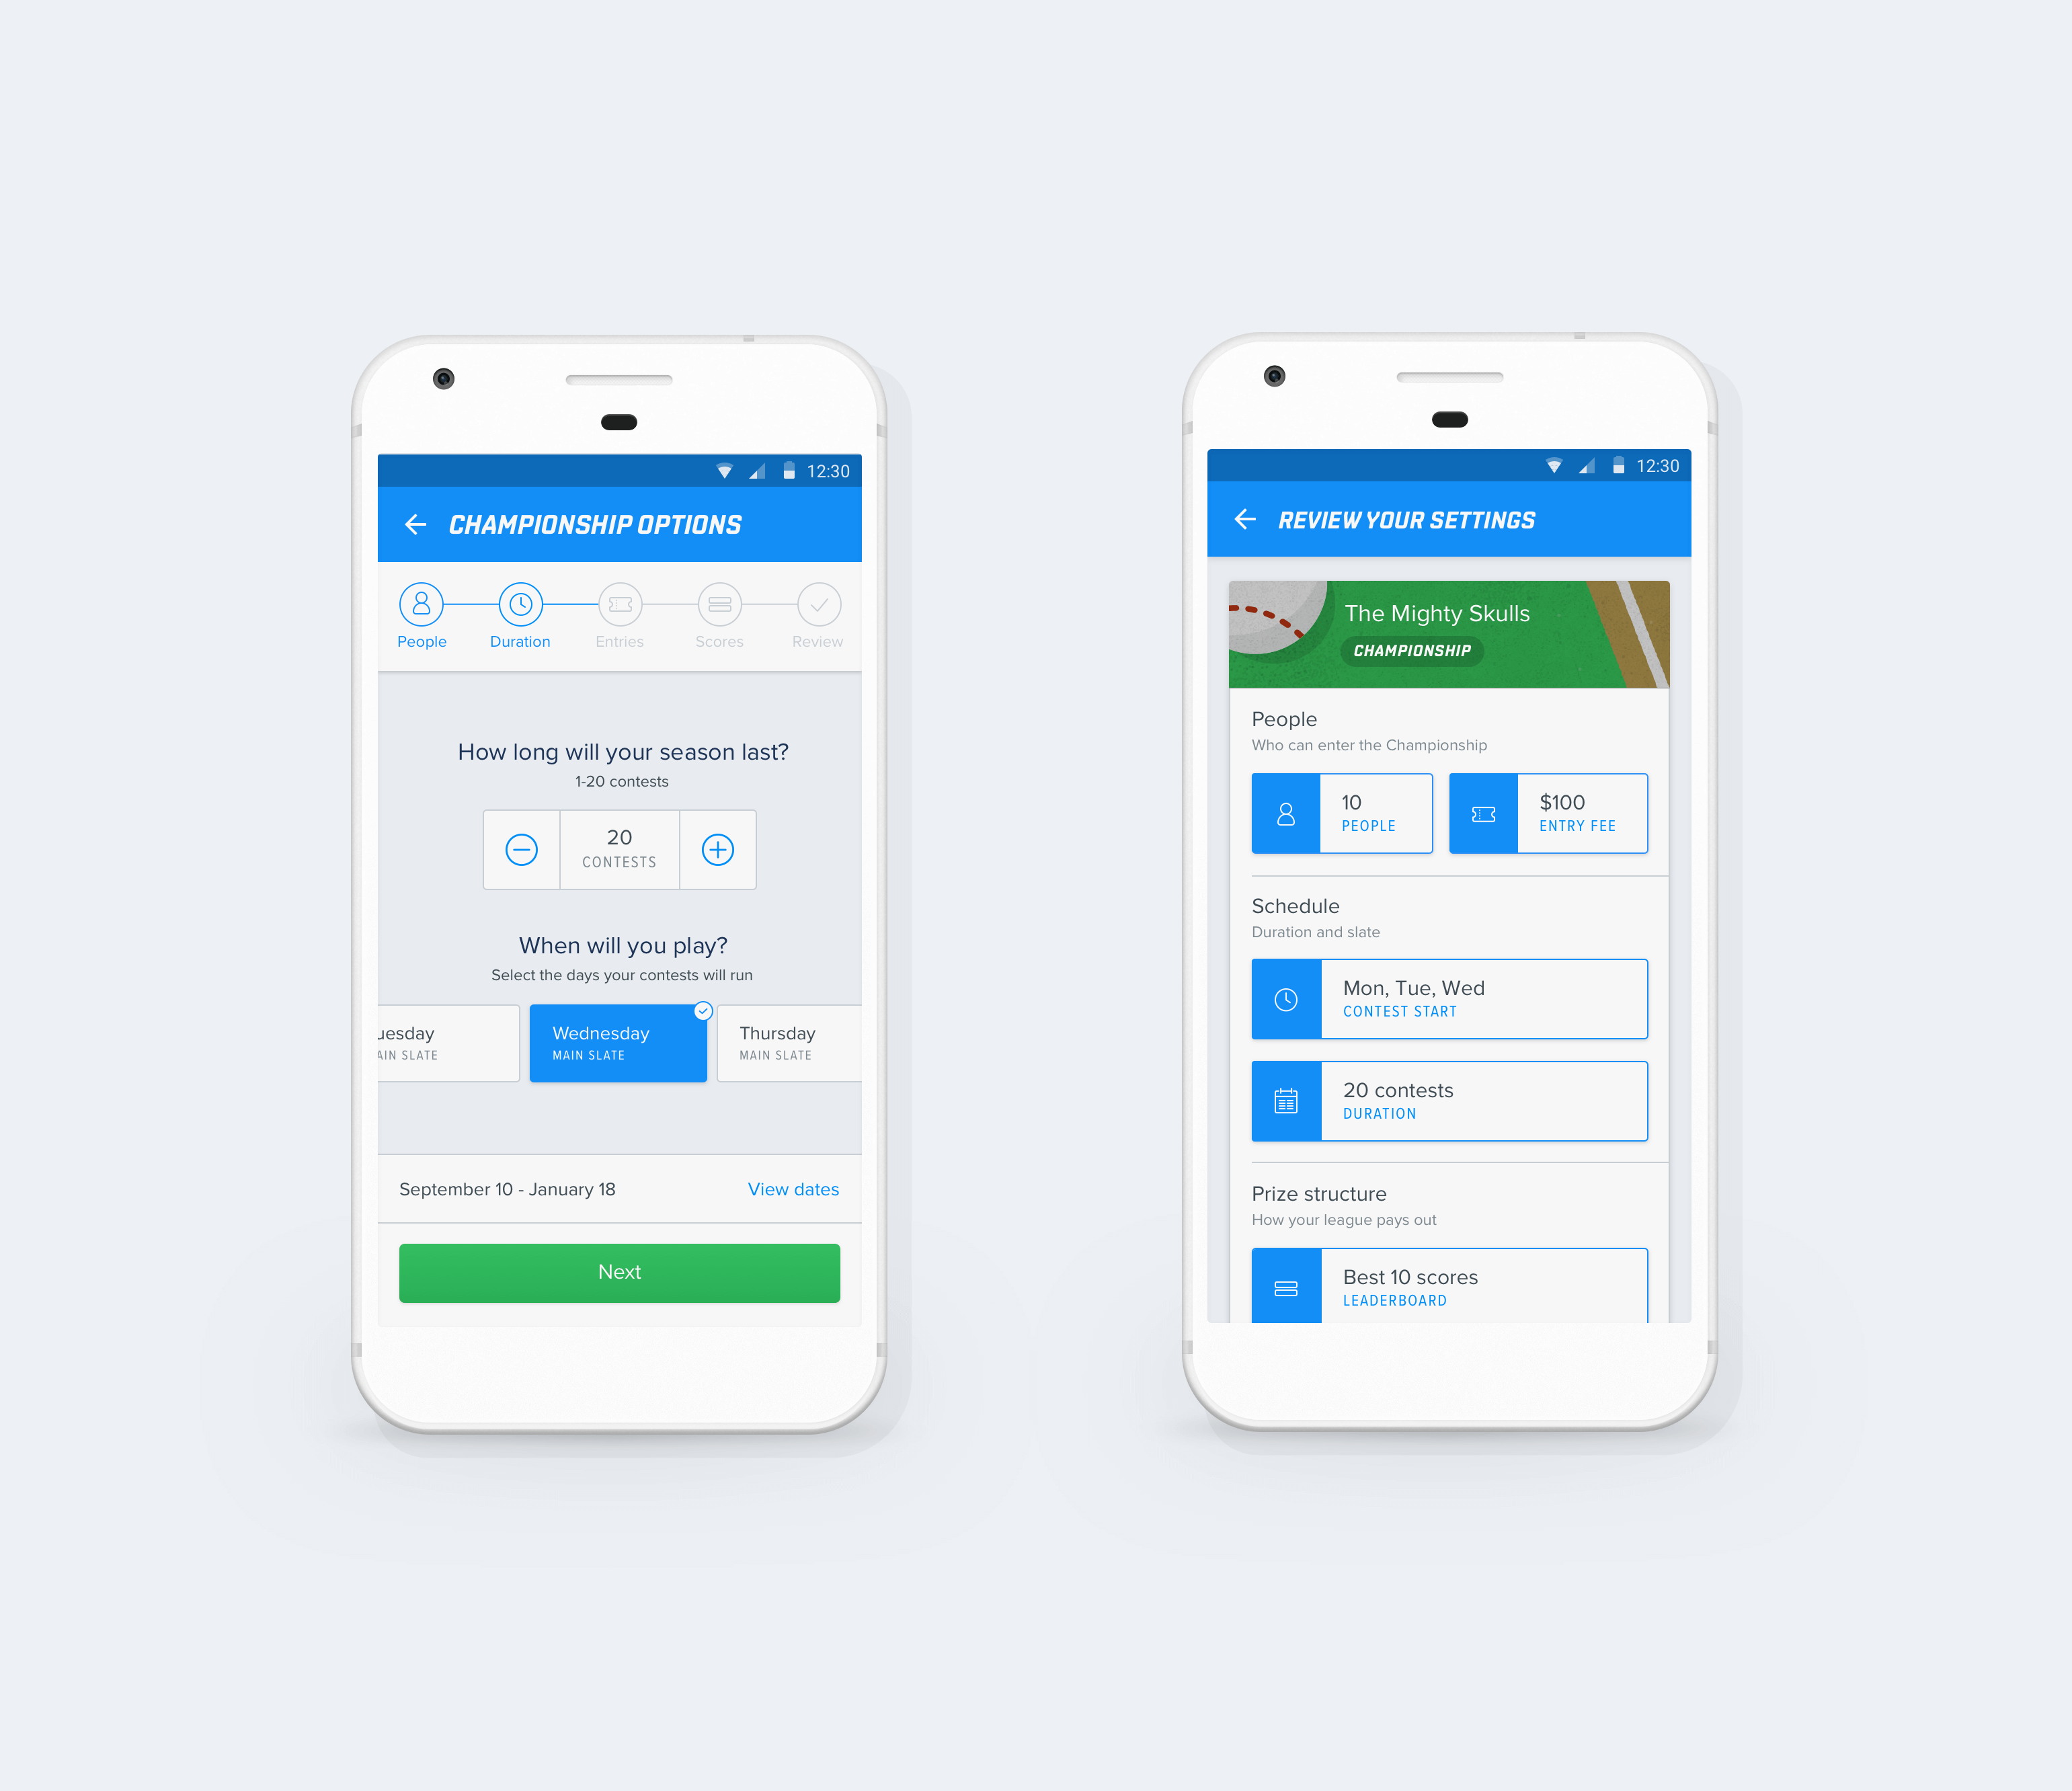 12:30
CHAMPIONSHIP OPTIONS
People Duration Entries Scores Review
How long will your season last?
1-20 contests
20
CONTESTS
When will you play?
Select the days your contests will run
uesday Wednesday Thursday
AIN SLATE MAIN SLATE MAIN SLATE
September 10 - January 18 View dates
Next
12:30
REVIEW YOUR SETTINGS
The Mighty Skulls
CHAMPIONSHIP
People
Who can enter the Championship
10 $100
PEOPLE ENTRY FEE
Schedule
Duration and slate
Mon, Tue, Wed
CONTEST START
20 contests
DURATION
Prize structure
How your league pays out
Best 10 scores
LEADERBOARD